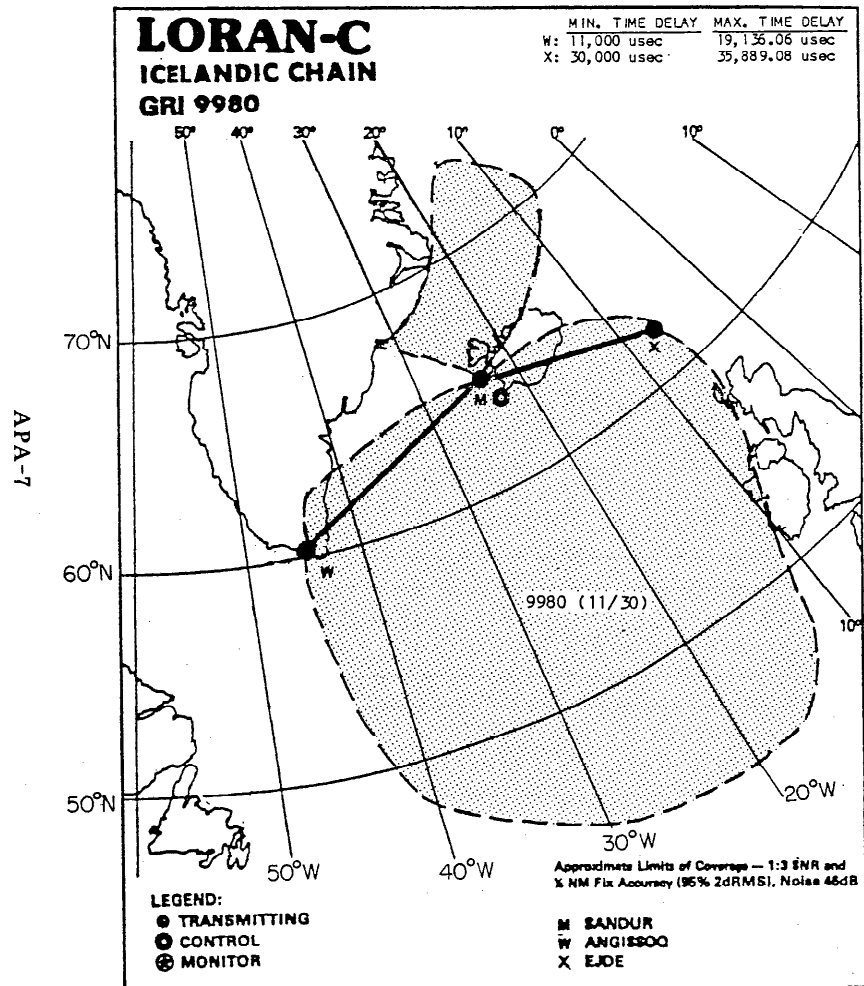 LORAN-C
ICELANDIC CHAIN
GRI 9980
MIN. TIME DELAY MAX. TIME DELAY
W: 11,000 usec 19,136.06 usec
X: 30,000 usec 35,889.08 usec
50° 40° 30° 20° 10° 0° 10°
70°N
X
M
APA-7
60°N
W
9980 (11/30)
10°
50°N
20°W
30°W
50°W
40°W
Approximate Limits of Coverage — 1:3 SNR and
¼ NM Fix Accuracy (95% 2dRMS), Noise 46dB
LEGEND:
TRANSMITTING
CONTROL
MONITOR
M SANDUR
W ANGISSOQ
X EJDE